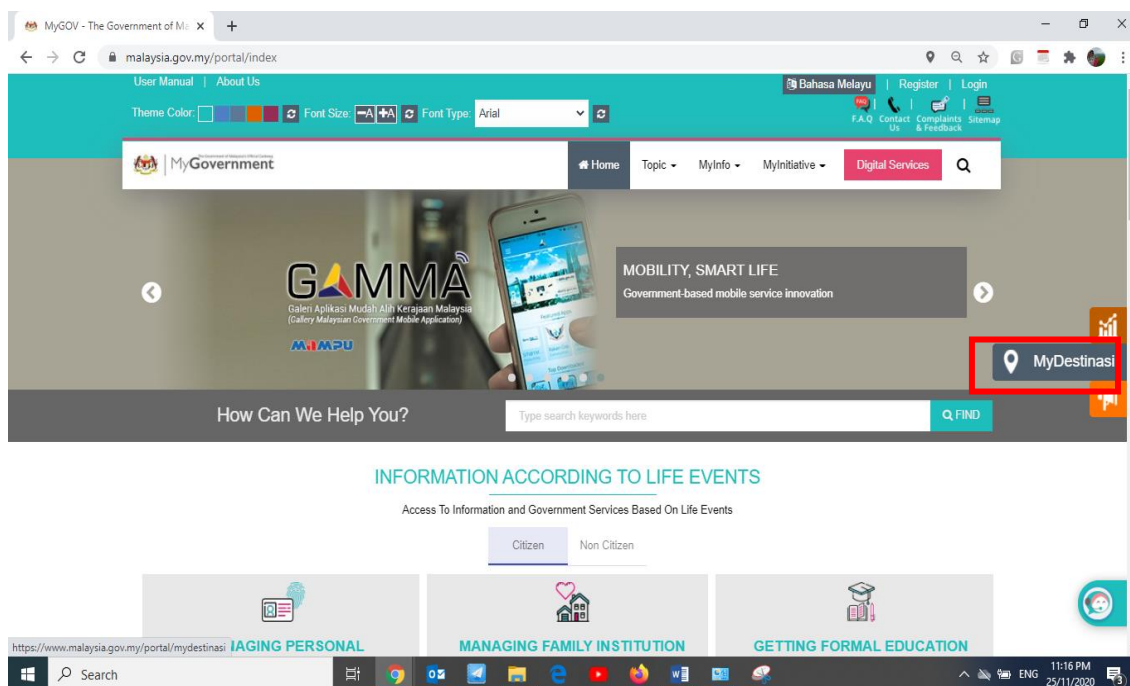 MyGOV - The Government of Ma
malaysia.gov.my/portal/index
User Manual | About Us
Bahasa Melayu | Register | Login
Theme Color: Font Size: -A +A Font Type: Arial
FAQ
F.A.Q Contact Us Complaints & Feedback Sitemap
MyGovernment
Home Topic MyInfo MyInitiative Digital Services
GAMMA
Galeri Aplikasi Mudah Alih Kerajaan Malaysia
(Gallery Malaysian Government Mobile Application)
MAMPU
MOBILITY, SMART LIFE
Government-based mobile service innovation
MyDestinasi
How Can We Help You?
Type search keywords here
FIND
INFORMATION ACCORDING TO LIFE EVENTS
Access To Information and Government Services Based On Life Events
Citizen Non Citizen
AGING PERSONAL
MANAGING FAMILY INSTITUTION
GETTING FORMAL EDUCATION
https://www.malaysia.gov.my/portal/mydestinasi
Search
ENG
11:16 PM
25/11/2020
3